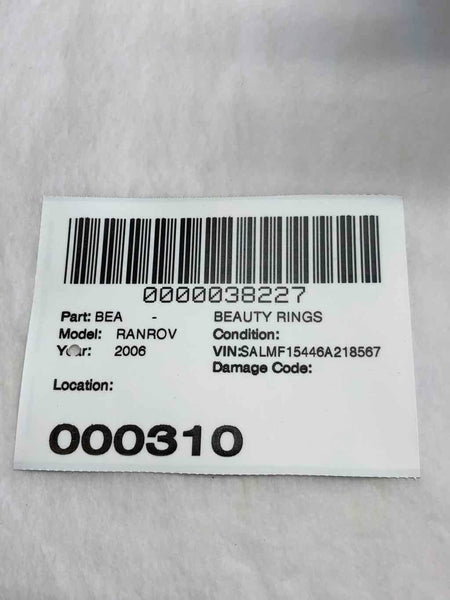 0000038227
Part: BEA - BEAUTY RINGS
Model: RANROV Condition:
Year: 2006 VIN:SALMF15446A218567
Damage Code:
Location:
000310